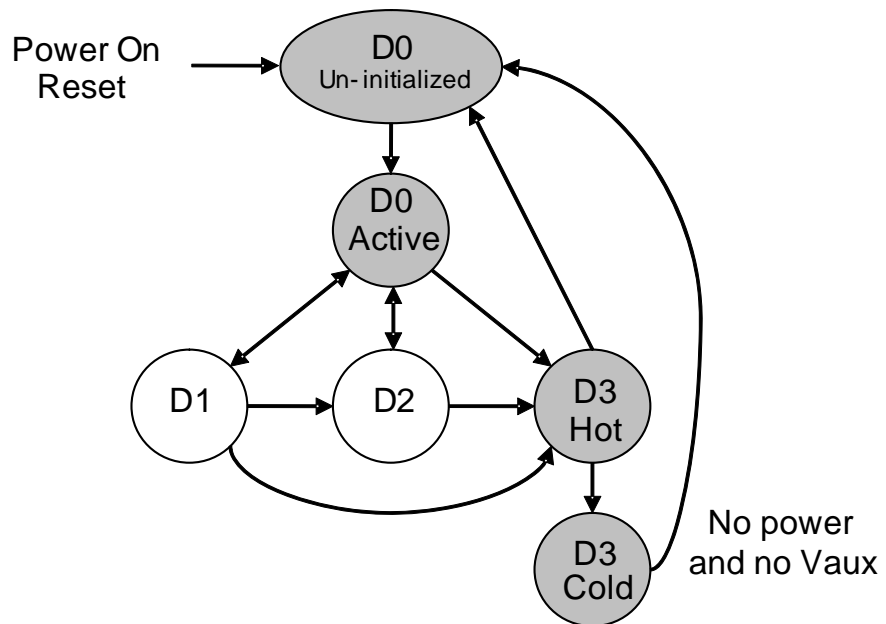 Power On
Reset
D0
Un-initialized
D0
Active
D1
D2
D3
Hot
D3
Cold
No power
and no Vaux